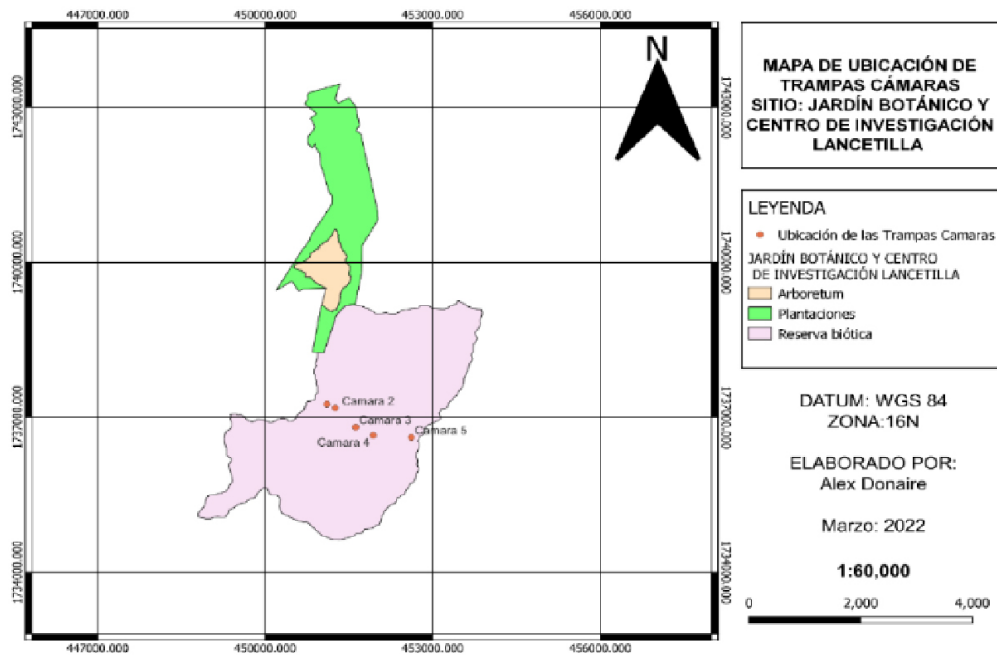 447000.000 450000.000 453000.000 456000.000
1743000.000
1740000.000
1737000.000
1734000.000
N
Camara 2
Camara 3
Camara 4
Camara 5
1743000.000
1740000.000
1737000.000
1734000.000
447000.000 450000.000 453000.000 456000.000
MAPA DE UBICACIÓN DE
TRAMPAS CÁMARAS
SITIO: JARDÍN BOTÁNICO Y
CENTRO DE INVESTIGACIÓN
LANCETILLA
LEYENDA
Ubicación de las Trampas Camaras
JARDÍN BOTÁNICO Y CENTRO
DE INVESTIGACIÓN LANCETILLA
Arboretum
Plantaciones
Reserva biótica
DATUM: WGS 84
ZONA:16N
ELABORADO POR:
Alex Donaire
Marzo: 2022
1:60,000
0 2,000 4,000